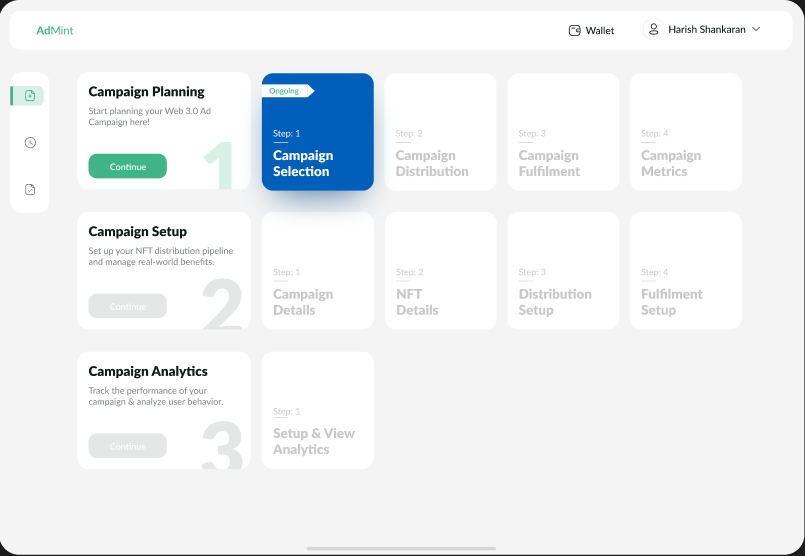 AdMint
Wallet
Harish Shankaran
Campaign Planning
Start planning your Web 3.0 Ad
Campaign here!
Continue
1
Ongoing
Step: 1
Campaign
Selection
Step: 2
Campaign
Distribution
Step: 3
Campaign
Fulfilment
Step: 4
Campaign
Metrics
Campaign Setup
Set up your NFT distribution pipeline
and manage real-world benefits.
Continue
2
Step: 1
Campaign
Details
Step: 2
NFT
Details
Step: 3
Distribution
Setup
Step: 4
Fulfilment
Setup
Campaign Analytics
Track the performance of your
campaign & analyze user behavior.
Continue
3
Step: 1
Setup & View
Analytics